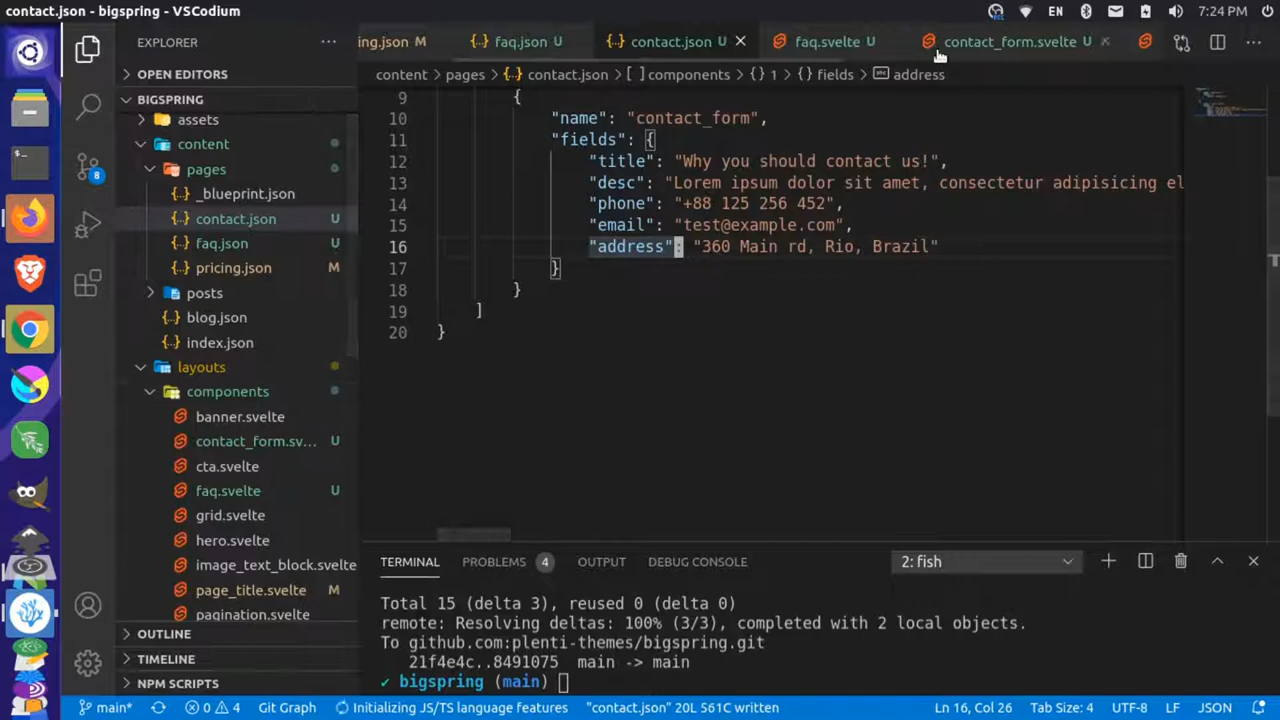 contact.json - bigspring - VSCodium
EN
7:24 PM
EXPLORER
OPEN EDITORS
BIGSPRING
assets
content
pages
_blueprint.json
contact.json U
faq.json U
pricing.json M
posts
blog.json
index.json
layouts
components
banner.svelte
contact_form.sv... U
cta.svelte
faq.svelte U
grid.svelte
hero.svelte
image_text_block.svelte
page_title.svelte M
pagination.svelte
OUTLINE
TIMELINE
NPM SCRIPTS
8
ing.json M
faq.json U
contact.json U
faq.svelte U
contact_form.svelte U
content > pages > {..} contact.json > [ ] components > {} 1 > {} fields > abc address
9 {
10 "name": "contact_form",
11 "fields": {
12 "title": "Why you should contact us!",
13 "desc": "Lorem ipsum dolor sit amet, consectetur adipisicing el
14 "phone": "+88 125 256 452",
15 "email": "test@example.com",
16 "address": "360 Main rd, Rio, Brazil"
17 }
18 }
19 ]
20 }
TERMINAL PROBLEMS 4 OUTPUT DEBUG CONSOLE 2: fish
Total 15 (delta 3), reused 0 (delta 0)
remote: Resolving deltas: 100% (3/3), completed with 2 local objects.
To github.com:plenti-themes/bigspring.git
21f4e4c..8491075 main -> main
✔ bigspring (main)
main* 0 4 Git Graph Initializing JS/TS language features "contact.json" 20L 561C written Ln 16, Col 26 Tab Size: 4 UTF-8 LF JSON